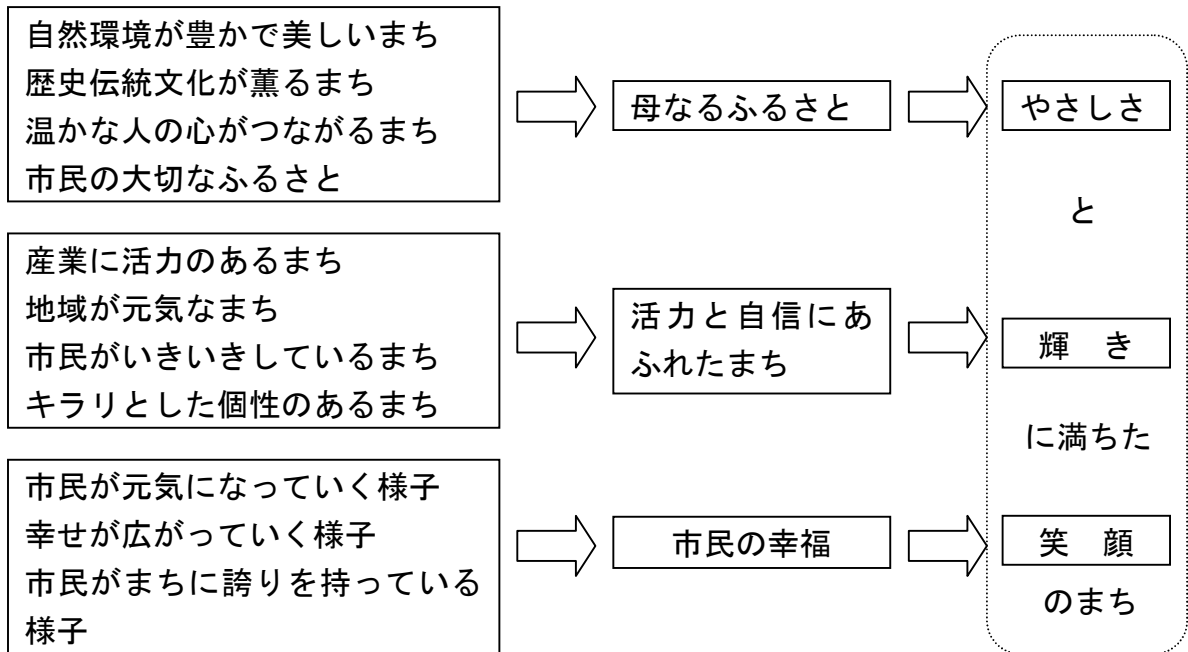 自然環境が豊かで美しいまち
歴史伝統文化が薫るまち
温かな人の心がつながるまち
市民の大切なふるさと
母なるふるさと
やさしさ
と
産業に活力のあるまち
地域が元気なまち
市民がいきいきしているまち
キラリとした個性のあるまち
活力と自信にあ
ふれたまち
輝　き
に満ちた
市民が元気になっていく様子
幸せが広がっていく様子
市民がまちに誇りを持っている
様子
市民の幸福
笑　顔
のまち